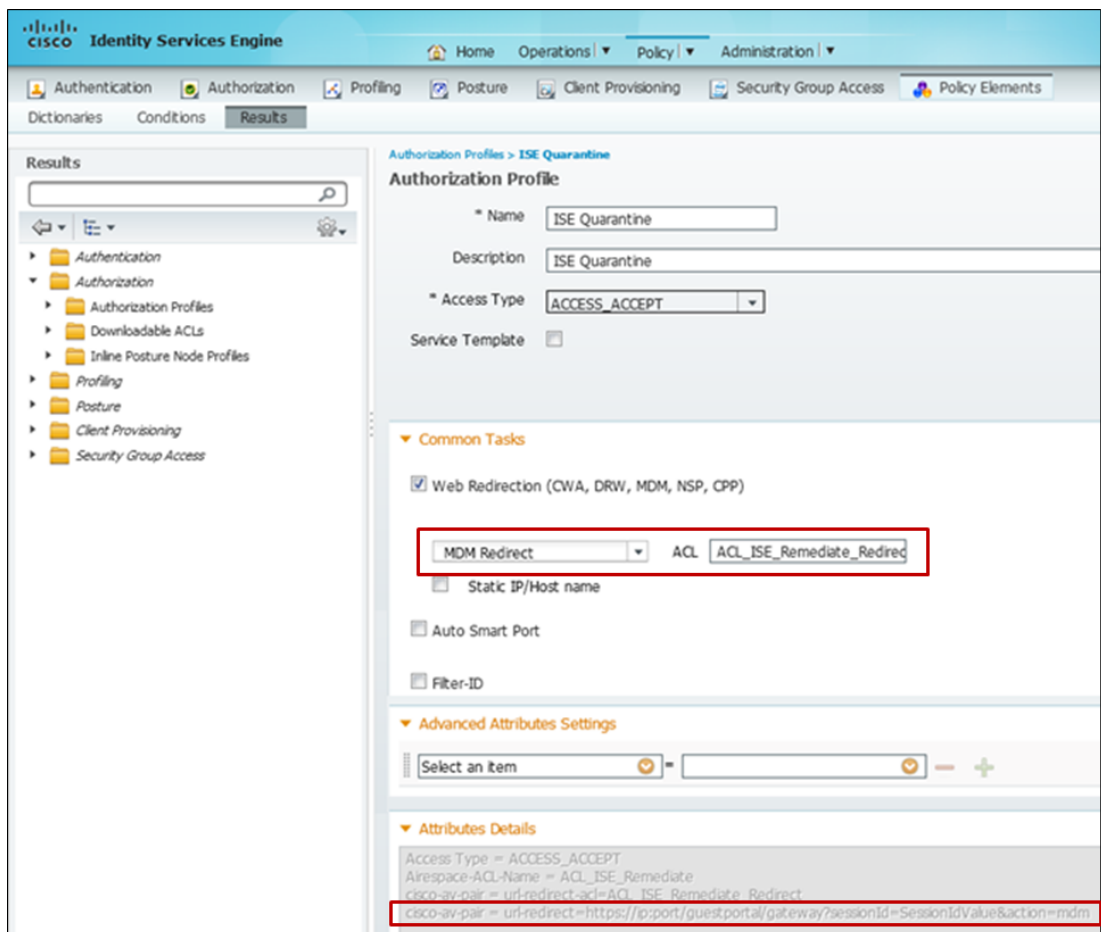 CISCO Identity Services Engine
Home Operations Policy Administration
Authentication Authorization Profiling Posture Client Provisioning Security Group Access Policy Elements
Dictionaries Conditions Results
Results
Authentication
Authorization
Authorization Profiles
Downloadable ACLs
Inline Posture Node Profiles
Profiling
Posture
Client Provisioning
Security Group Access
Authorization Profiles > ISE Quarantine
Authorization Profile
* Name ISE Quarantine
Description ISE Quarantine
* Access Type ACCESS_ACCEPT
Service Template
Common Tasks
Web Redirection (CWA, DRW, MDM, NSP, CPP)
MDM Redirect ACL ACL_ISE_Remediate_Redirec
Static IP/Host name
Auto Smart Port
Filter-ID
Advanced Attributes Settings
Select an item =
Attributes Details
Access Type = ACCESS_ACCEPT
Airespace-ACL-Name = ACL_ISE_Remediate
cisco-av-pair = url-redirect-acl=ACL_ISE_Remediate_Redirect
cisco-av-pair = url-redirect=https://ip:port/guestportal/gateway?sessionId=SessionIdValue&action=mdm